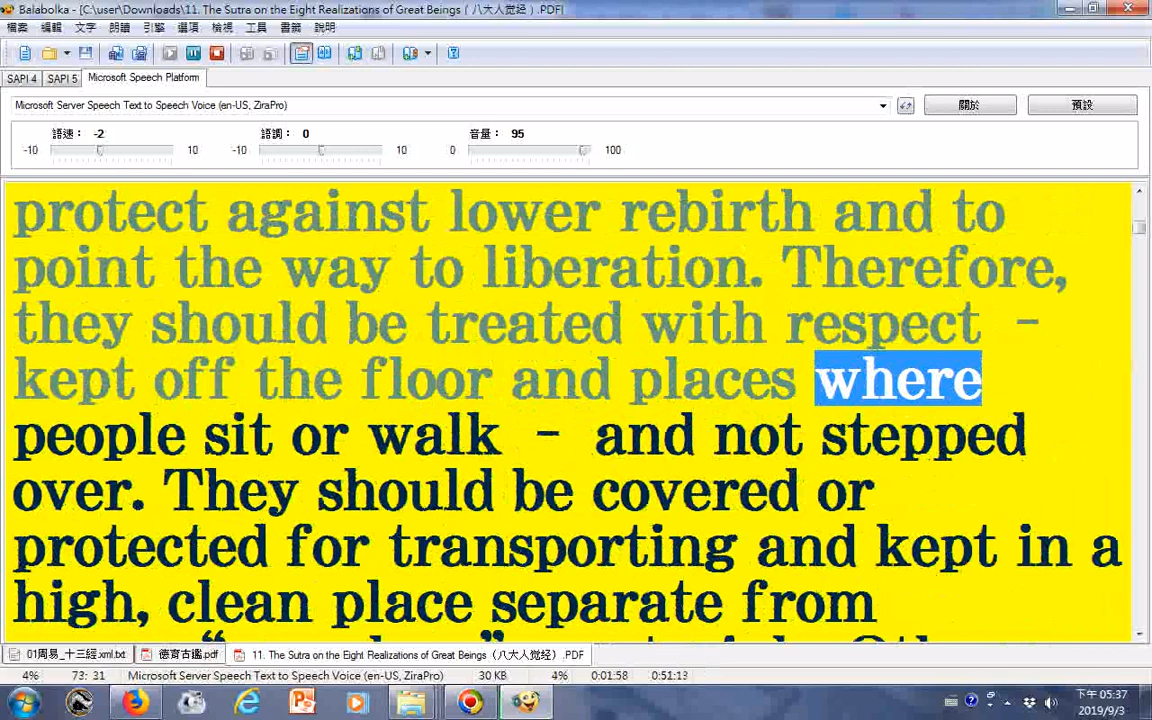 Balabolka - [C:\user\Downloads\11. The Sutra on the Eight Realizations of Great Beings（八大人觉经）.PDF]
檔案 編輯 文字 朗讀 引擎 選項 檢視 工具 書籤 說明
SAPI 4 SAPI 5 Microsoft Speech Platform
Microsoft Server Speech Text to Speech Voice (en-US, ZiraPro) 關於 預設
語速： -2 語調： 0 音量： 95
-10 10 -10 10 0 100
protect against lower rebirth and to
point the way to liberation. Therefore,
they should be treated with respect -
kept off the floor and places where
people sit or walk - and not stepped
over. They should be covered or
protected for transporting and kept in a
high, clean place separate from
01周易_十三經.xml.txt 德育古鑑.pdf 11. The Sutra on the Eight Realizations of Great Beings（八大人觉经）.PDF
4% 73: 31 Microsoft Server Speech Text to Speech Voice (en-US, ZiraPro) 30 KB 4% 0:01:58 0:51:13
下午 05:37
2019/9/3